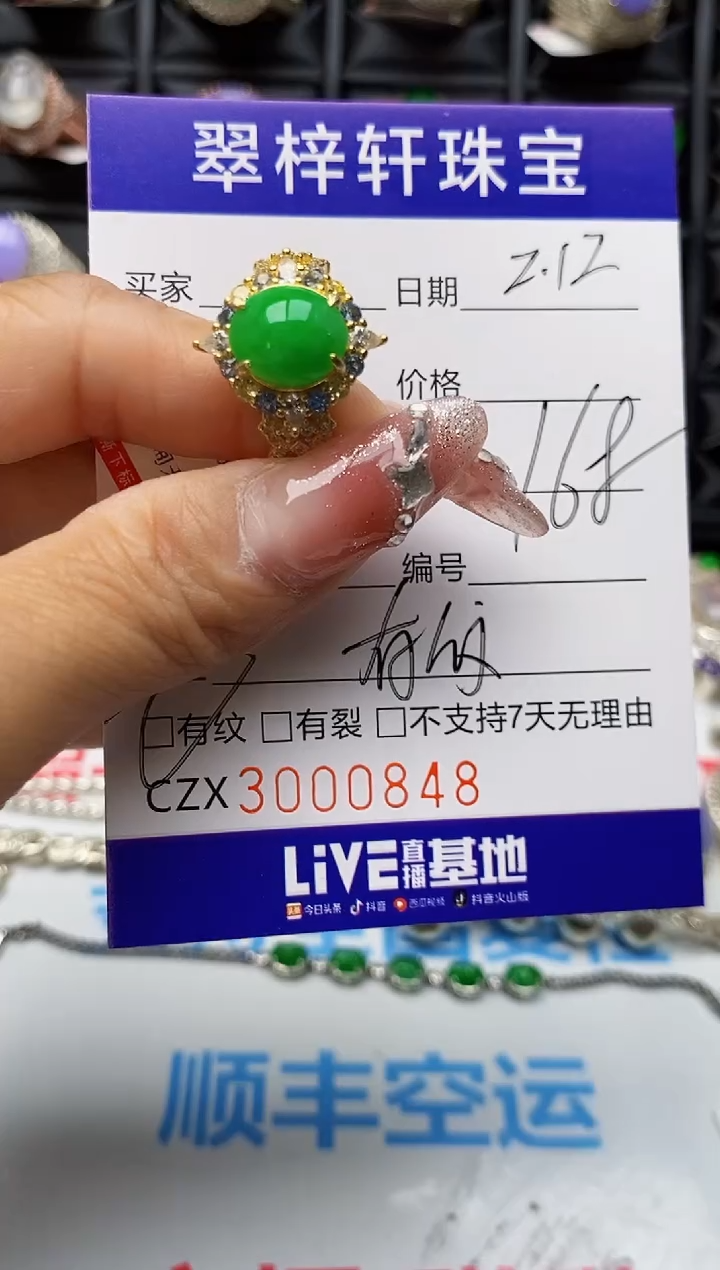 翠梓轩珠宝
买家 日期 2.12
价格
168
编号
有纹
□有纹 □有裂 □不支持7天无理由
CZX3000848
LiVE直播基地
今日头条 抖音 西瓜视频 抖音火山版
顺丰空运